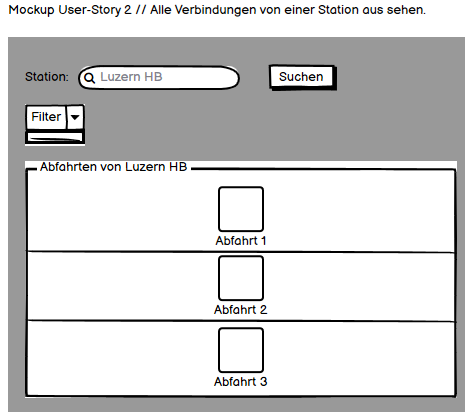 Mockup User-Story 2 // Alle Verbindungen von einer Station aus sehen.
Station: Luzern HB Suchen
Filter
Abfahrten von Luzern HB
Abfahrt 1
Abfahrt 2
Abfahrt 3